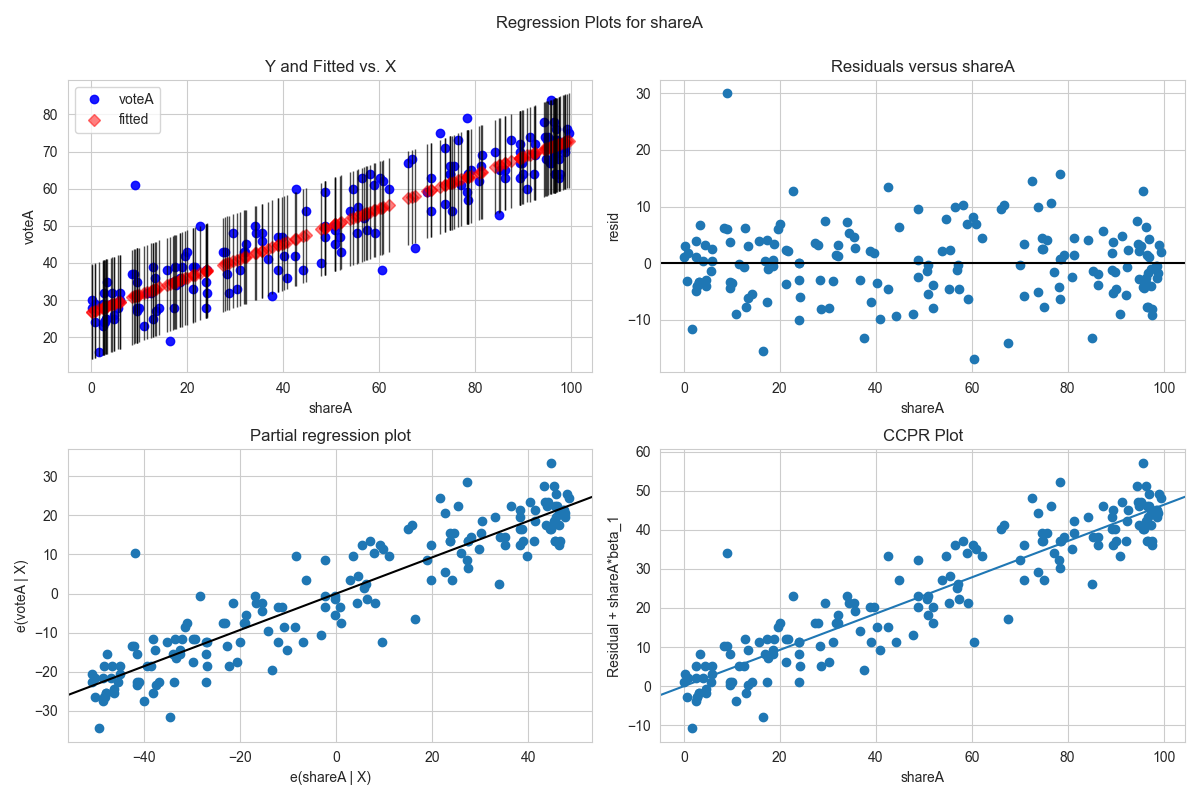 Regression Plots for shareA
Y and Fitted vs. X
voteA
fitted
80
70
60
50
40
30
20
voteA
0 20 40 60 80 100
shareA
Residuals versus shareA
30
20
10
0
−10
resid
0 20 40 60 80 100
shareA
Partial regression plot
30
20
10
0
−10
−20
−30
e(voteA | X)
−40 −20 0 20 40
e(shareA | X)
CCPR Plot
60
50
40
30
20
10
0
−10
Residual + shareA*beta_1
0 20 40 60 80 100
shareA